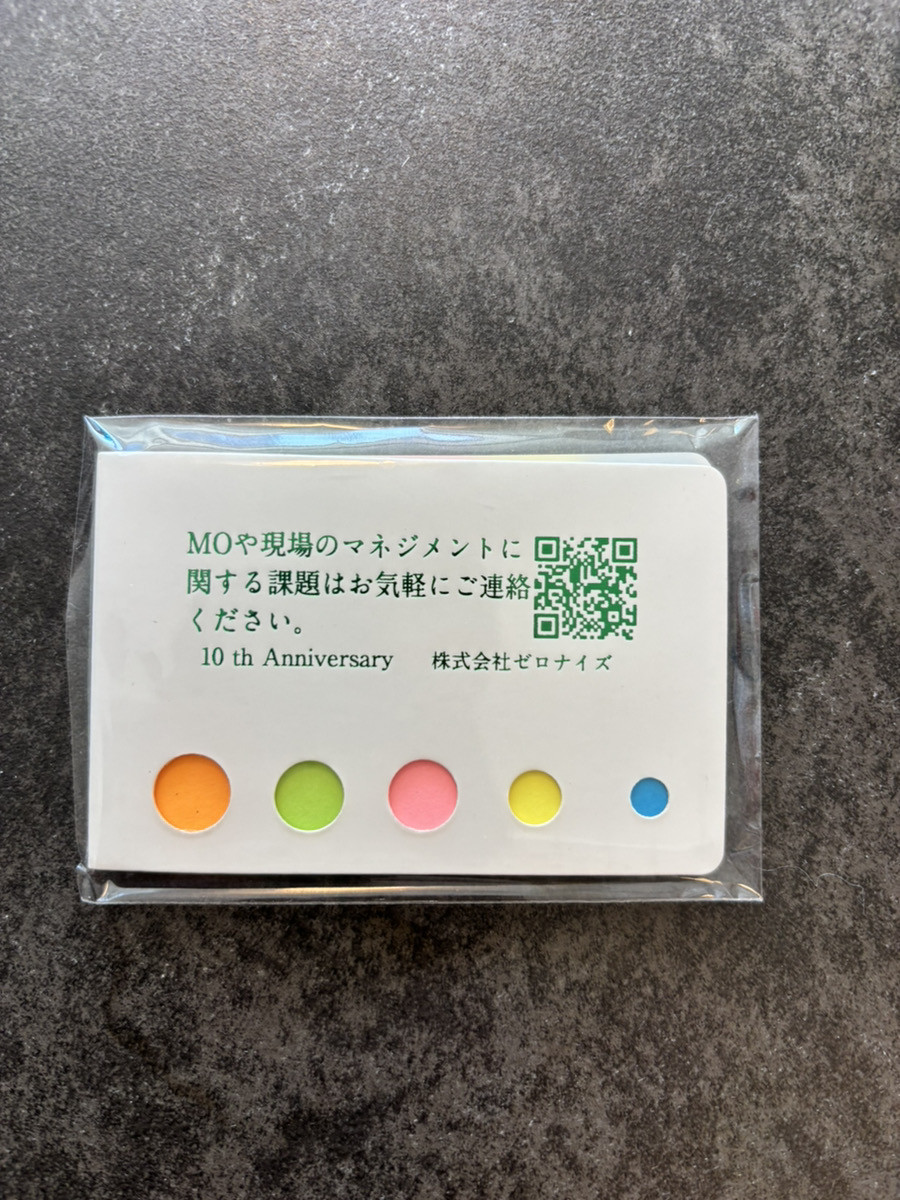 MOや現場のマネジメントに
関する課題はお気軽にご連絡
ください。
10 th Anniversary 株式会社ゼロナイズ